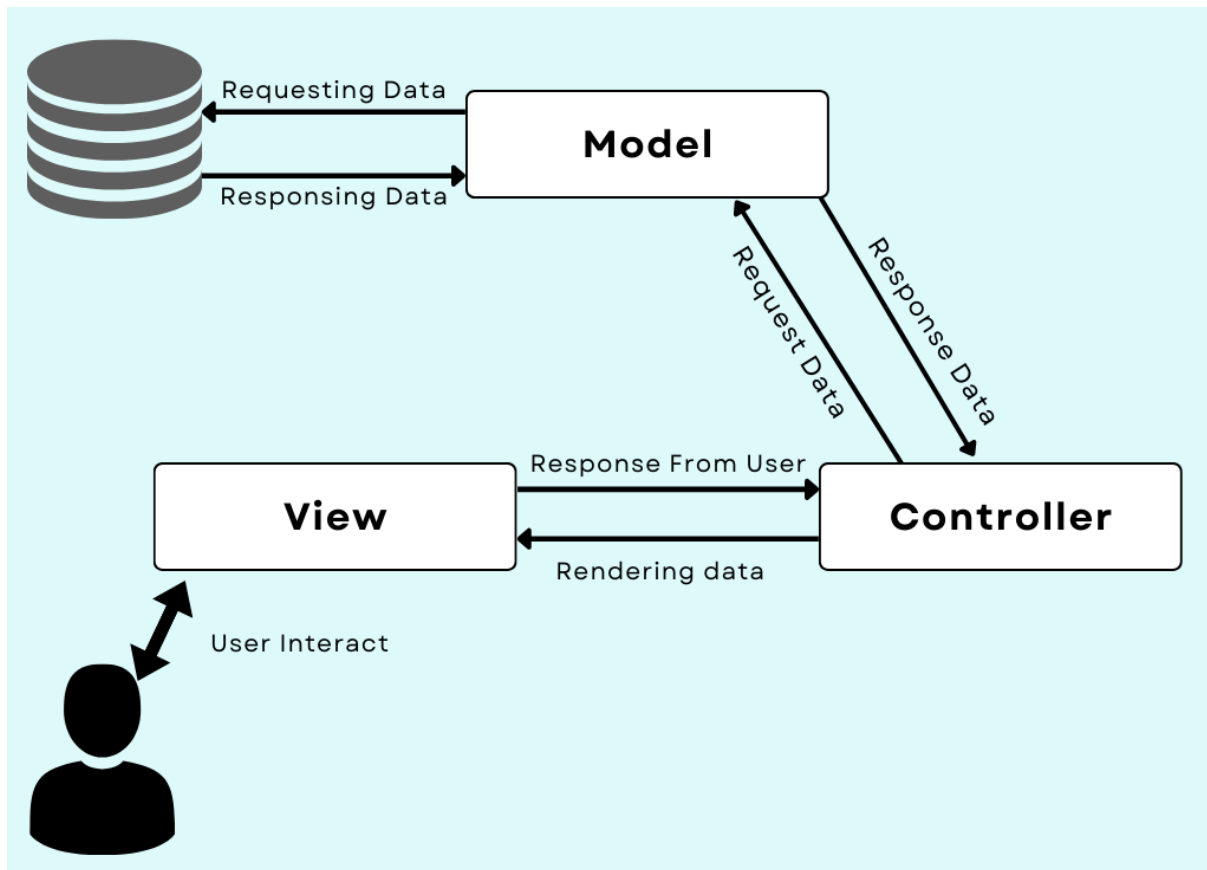 Requesting Data
Model
Responsing Data
Request Data
Response Data
Response From User
View
Controller
Rendering data
User Interact